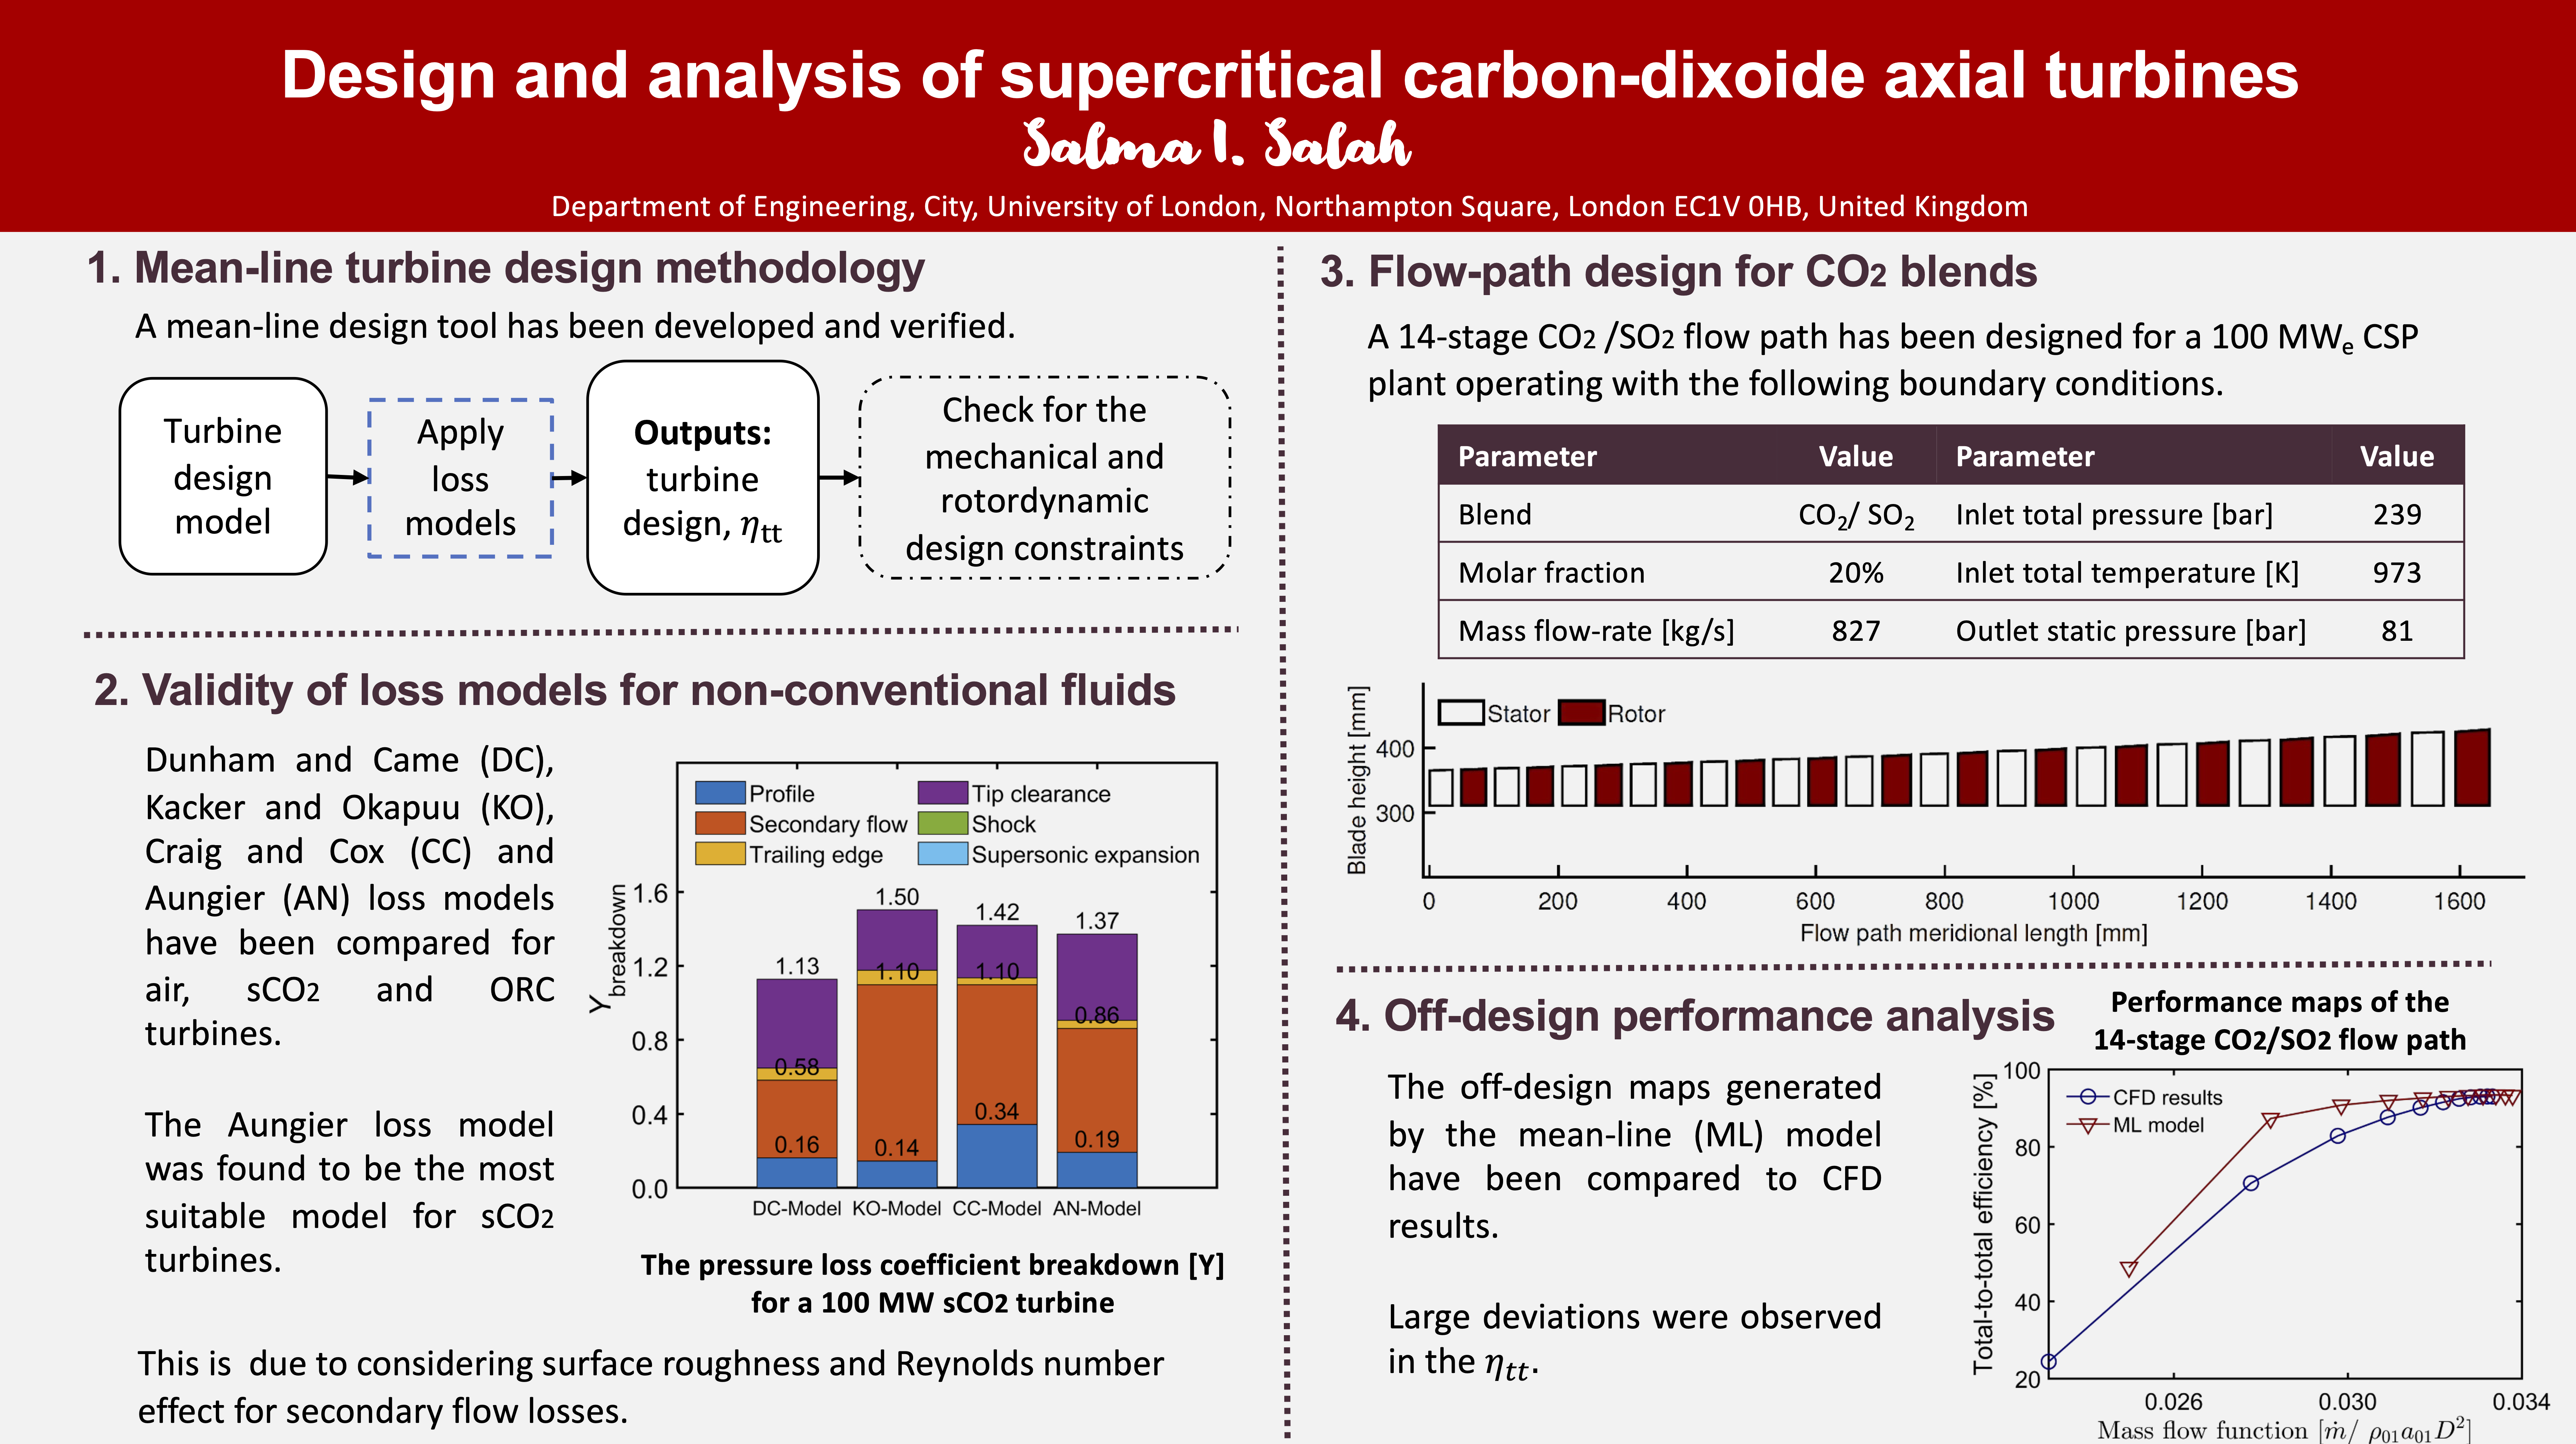 Design and analysis of supercritical carbon-dixoide axial turbines
Salma I. Salah
Department of Engineering, City, University of London, Northampton Square, London EC1V 0HB, United Kingdom
1. Mean-line turbine design methodology
A mean-line design tool has been developed and verified.
Turbine
design
model
Apply
loss
models
Outputs:
turbine
design, ηtt
Check for the
mechanical and
rotordynamic
design constraints
2. Validity of loss models for non-conventional fluids
Dunham and Came (DC),
Kacker and Okapuu (KO),
Craig and Cox (CC) and
Aungier (AN) loss models
have been compared for
air, sCO2 and ORC
turbines.
The Aungier loss model
was found to be the most
suitable model for sCO2
turbines.
Profile
Secondary flow
Trailing edge
Tip clearance
Shock
Supersonic expansion
Ybreakdown
1.6
1.2
0.8
0.4
0.0
1.13
0.58
0.16
1.50
1.10
0.14
1.42
1.10
0.34
1.37
0.86
0.19
DC-Model KO-Model CC-Model AN-Model
The pressure loss coefficient breakdown [Y]
for a 100 MW sCO2 turbine
This is due to considering surface roughness and Reynolds number
effect for secondary flow losses.
3. Flow-path design for CO2 blends
A 14-stage CO2 /SO2 flow path has been designed for a 100 MWe CSP
plant operating with the following boundary conditions.
Parameter Value Parameter Value
Blend CO2/ SO2 Inlet total pressure [bar] 239
Molar fraction 20% Inlet total temperature [K] 973
Mass flow-rate [kg/s] 827 Outlet static pressure [bar] 81
Stator Rotor
Blade height [mm]
400
300
0 200 400 600 800 1000 1200 1400 1600
Flow path meridional length [mm]
4. Off-design performance analysis
The off-design maps generated
by the mean-line (ML) model
have been compared to CFD
results.
Large deviations were observed
in the ηtt.
Performance maps of the
14-stage CO2/SO2 flow path
CFD results
ML model
Total-to-total efficiency [%]
100
80
60
40
20
0.026 0.030 0.034
Mass flow function [ṁ/ ρ01a01D²]